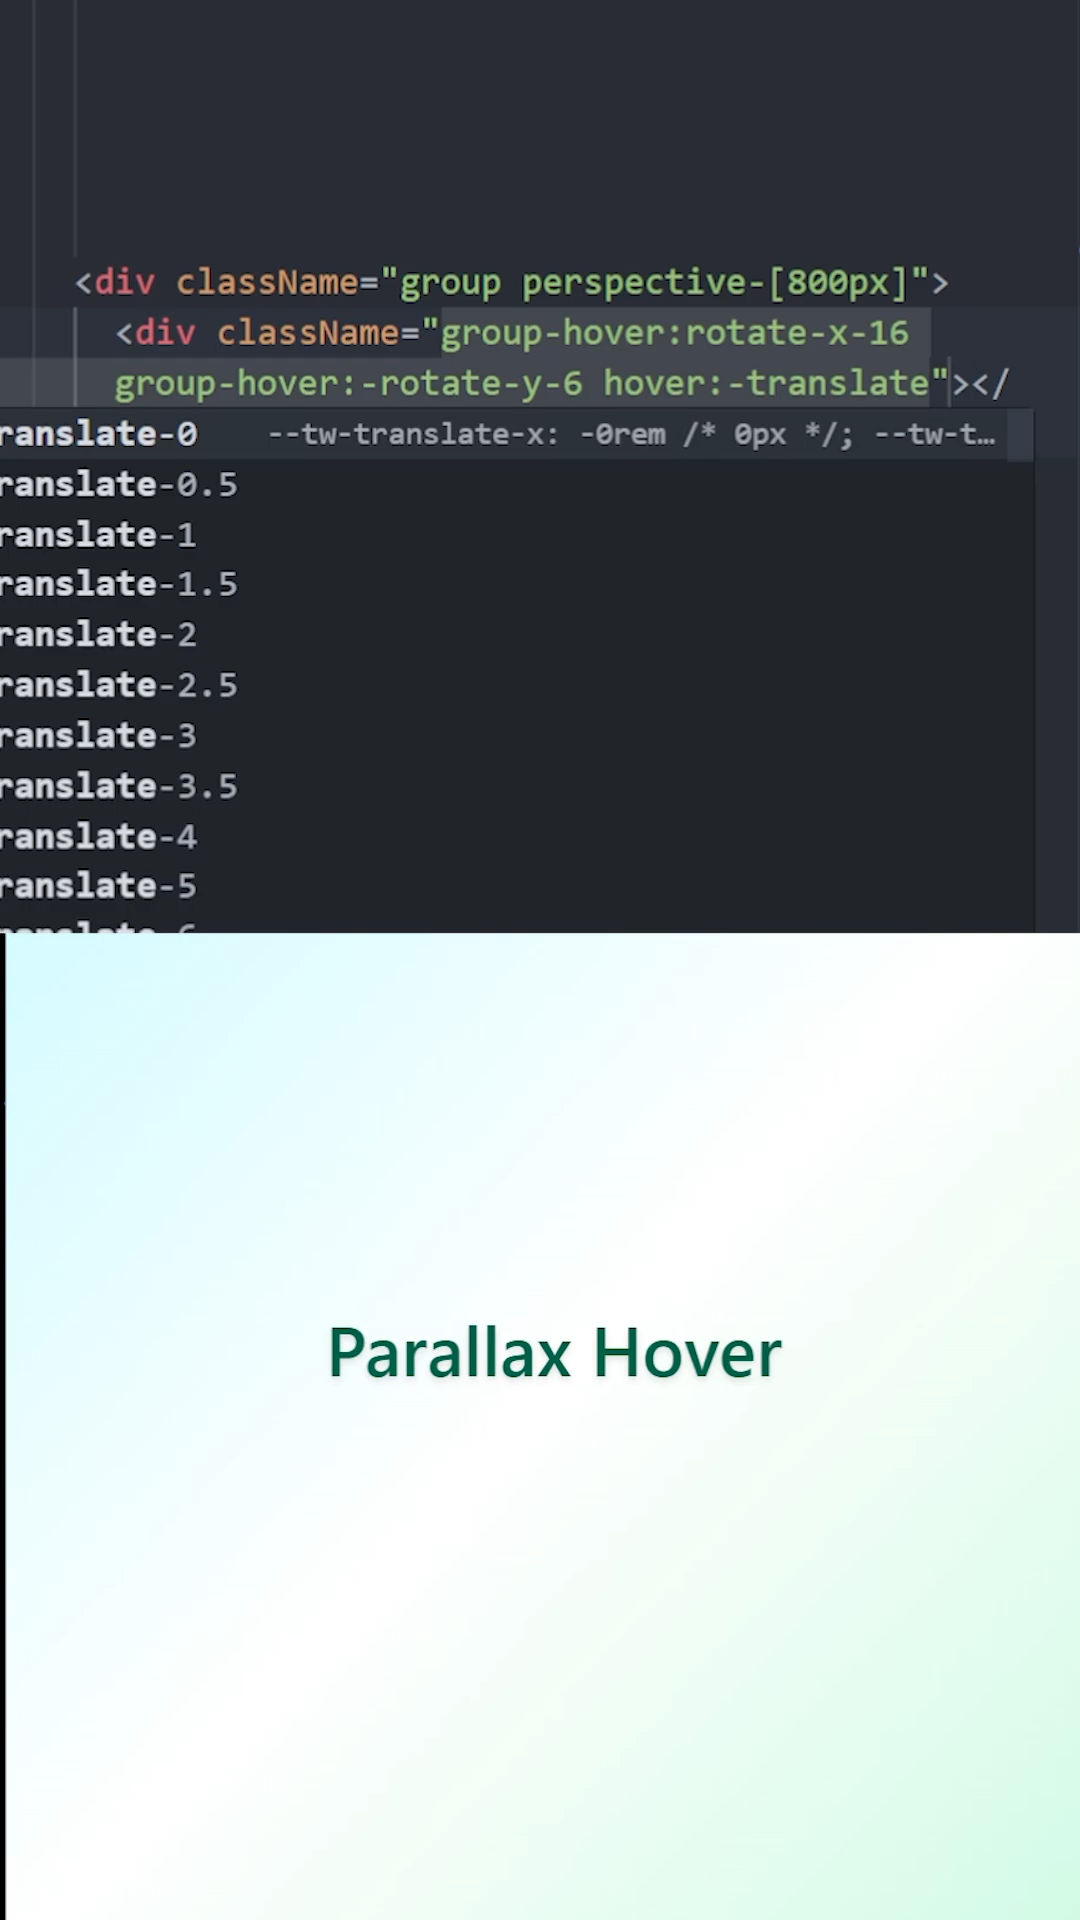 <div className="group perspective-[800px]">
<div className="group-hover:rotate-x-16
group-hover:-rotate-y-6 hover:-translate"></
ranslate-0 --tw-translate-x: -0rem /* 0px */; --tw-t…
ranslate-0.5
ranslate-1
ranslate-1.5
ranslate-2
ranslate-2.5
ranslate-3
ranslate-3.5
ranslate-4
ranslate-5
Parallax Hover